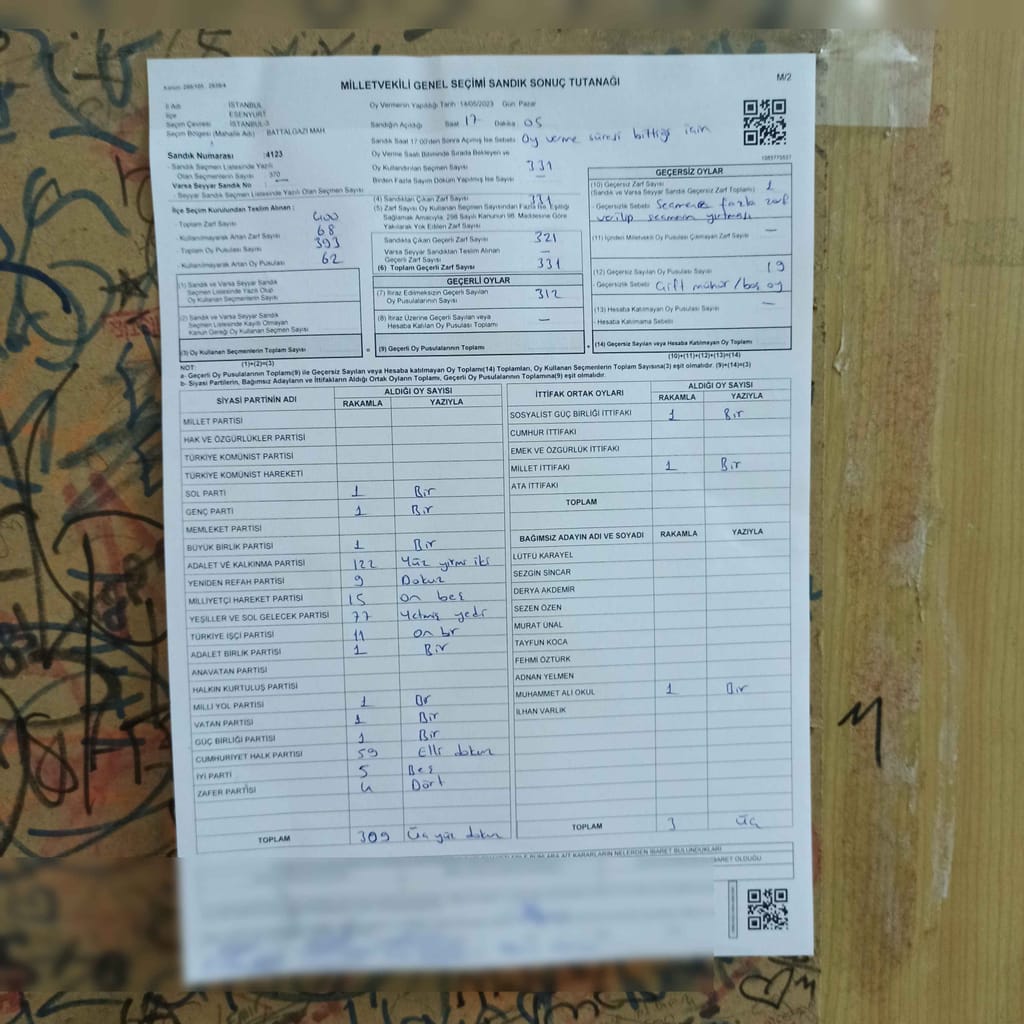 MİLLETVEKİLİ GENEL SEÇİMİ SANDIK SONUÇ TUTANAĞI
M/2
İl Adı İSTANBUL
İlçe ESENYURT
Seçim Çevresi İSTANBUL-3
Seçim Bölgesi (Mahalle Adı) BATTALGAZİ MAH.
Oy Vermenin Yapıldığı Tarih: 14/05/2023 Gün: Pazar
Sandığın Açıldığı Saat 17 Dakika 05
Sandık Saat 17:00'den Sonra Açılmış İse Sebebi: Oy verme süresi bittiği için
Sandık Numarası : 4123
- Sandık Seçmen Listesinde Yazılı
Olan Seçmenlerin Sayısı : 370
Varsa Seyyar Sandık No : —
- Seyyar Sandık Seçmen Listesinde Yazılı Olan Seçmen Sayısı
Oy Verme Saati Bitiminde Sırada Bekleyen ve
Oy Kullandırılan Seçmen Sayısı 331
Birden Fazla Sayım Döküm Yapılmış İse Sayısı —
İlçe Seçim Kurulundan Teslim Alınan :
- Toplam Zarf Sayısı 400
- Kullanılmayarak Artan Zarf Sayısı 68
- Toplam Oy Pusulası Sayısı 393
- Kullanılmayarak Artan Oy Pusulası 62
(4) Sandıktan Çıkan Zarf Sayısı 331
(5) Zarf Sayısı Oy Kullanan Seçmen Sayısından Fazla İse, Eşitliği
Sağlamak Amacıyla, 298 Sayılı Kanunun 98. Maddesine Göre
Yakılarak Yok Edilen Zarf Sayısı
Sandıkta Çıkan Geçerli Zarf Sayısı 321
Varsa Seyyar Sandıktan Teslim Alınan
Geçerli Zarf Sayısı —
(6) Toplam Geçerli Zarf Sayısı 331
GEÇERSİZ OYLAR
(10) Geçersiz Zarf Sayısı 1
(Sandık ve Varsa Seyyar Sandık Geçersiz Zarf Toplamı)
- Geçersizlik Sebebi Seçmene fazla zarf
verilip seçmenin yırtması
(11) İçinden Milletvekili Oy Pusulası Çıkmayan Zarf Sayısı —
(12) Geçersiz Sayılan Oy Pusulası Sayısı 19
- Geçersizlik Sebebi Çift mühür/boş oy
(13) Hesaba Katılmayan Oy Pusulası Sayısı —
- Hesaba Katılmama Sebebi
(14) Geçersiz Sayılan veya Hesaba Katılmayan Oy Toplamı
(10)+(11)+(12)+(13)=(14)
(1) Sandık ve Varsa Seyyar Sandık
Seçmen Listesinde Yazılı Olup
Oy Kullanan Seçmenlerin Sayısı
(2) Sandık ve Varsa Seyyar Sandık
Seçmen Listesinde Kayıtlı Olmayan
Kanun Gereği Oy Kullanan Seçmen Sayısı
(3) Oy Kullanan Seçmenlerin Toplam Sayısı
(1)+(2)=(3)
GEÇERLİ OYLAR
(7) İtiraz Edilmeksizin Geçerli Sayılan
Oy Pusulalarının Sayısı 312
(8) İtiraz Üzerine Geçerli Sayılan veya
Hesaba Katılan Oy Pusulası Toplamı —
= (9) Geçerli Oy Pusulalarının Toplamı +
NOT:
a- Geçerli Oy Pusulalarının Toplamı(9) ile Geçersiz Sayılan veya Hesaba katılmayan Oy Toplamı(14) Toplamları, Oy Kullanan Seçmenlerin Toplam Sayısına(3) eşit olmalıdır. (9)+(14)=(3)
b- Siyasi Partilerin, Bağımsız Adayların ve İttifakların Aldığı Ortak Oyların Toplamı, Geçerli Oy Pusulalarının Toplamına(9) eşit olmalıdır.
SİYASİ PARTİNİN ADI ALDIĞI OY SAYISI
RAKAMLA YAZIYLA
MİLLET PARTİSİ
HAK VE ÖZGÜRLÜKLER PARTİSİ
TÜRKİYE KOMÜNİST PARTİSİ
TÜRKİYE KOMÜNİST HAREKETİ
SOL PARTİ 1 Bir
GENÇ PARTİ 1 Bir
MEMLEKET PARTİSİ
BÜYÜK BİRLİK PARTİSİ 1 Bir
ADALET VE KALKINMA PARTİSİ 122 Yüz yirmi iki
YENİDEN REFAH PARTİSİ 9 Dokuz
MİLLİYETÇİ HAREKET PARTİSİ 15 on beş
YEŞİLLER VE SOL GELECEK PARTİSİ 77 Yetmiş yedi
TÜRKİYE İŞÇİ PARTİSİ 11 on bir
ADALET BİRLİK PARTİSİ 1 Bir
ANAVATAN PARTİSİ
HALKIN KURTULUŞ PARTİSİ
MİLLİ YOL PARTİSİ 1 Bir
VATAN PARTİSİ 1 Bir
GÜÇ BİRLİĞİ PARTİSİ 1 Bir
CUMHURİYET HALK PARTİSİ 59 Elli dokuz
İYİ PARTİ 5 Beş
ZAFER PARTİSİ 4 Dört
TOPLAM 309 Üç yüz dokuz
İTTİFAK ORTAK OYLARI ALDIĞI OY SAYISI
RAKAMLA YAZIYLA
SOSYALİST GÜÇ BİRLİĞİ İTTİFAKI 1 Bir
CUMHUR İTTİFAKI
EMEK VE ÖZGÜRLÜK İTTİFAKI
MİLLET İTTİFAKI 1 Bir
ATA İTTİFAKI
TOPLAM
BAĞIMSIZ ADAYIN ADI VE SOYADI RAKAMLA YAZIYLA
LÜTFÜ KARAYEL
SEZGİN SİNCAR
DERYA AKDEMİR
SEZEN ÖZEN
MURAT ÜNAL
TAYFUN KOCA
FEHMİ ÖZTÜRK
ADNAN YELMEN
MUHAMMET ALİ OKUL 1 Bir
İLHAN VARLIK
TOPLAM 3 Üç